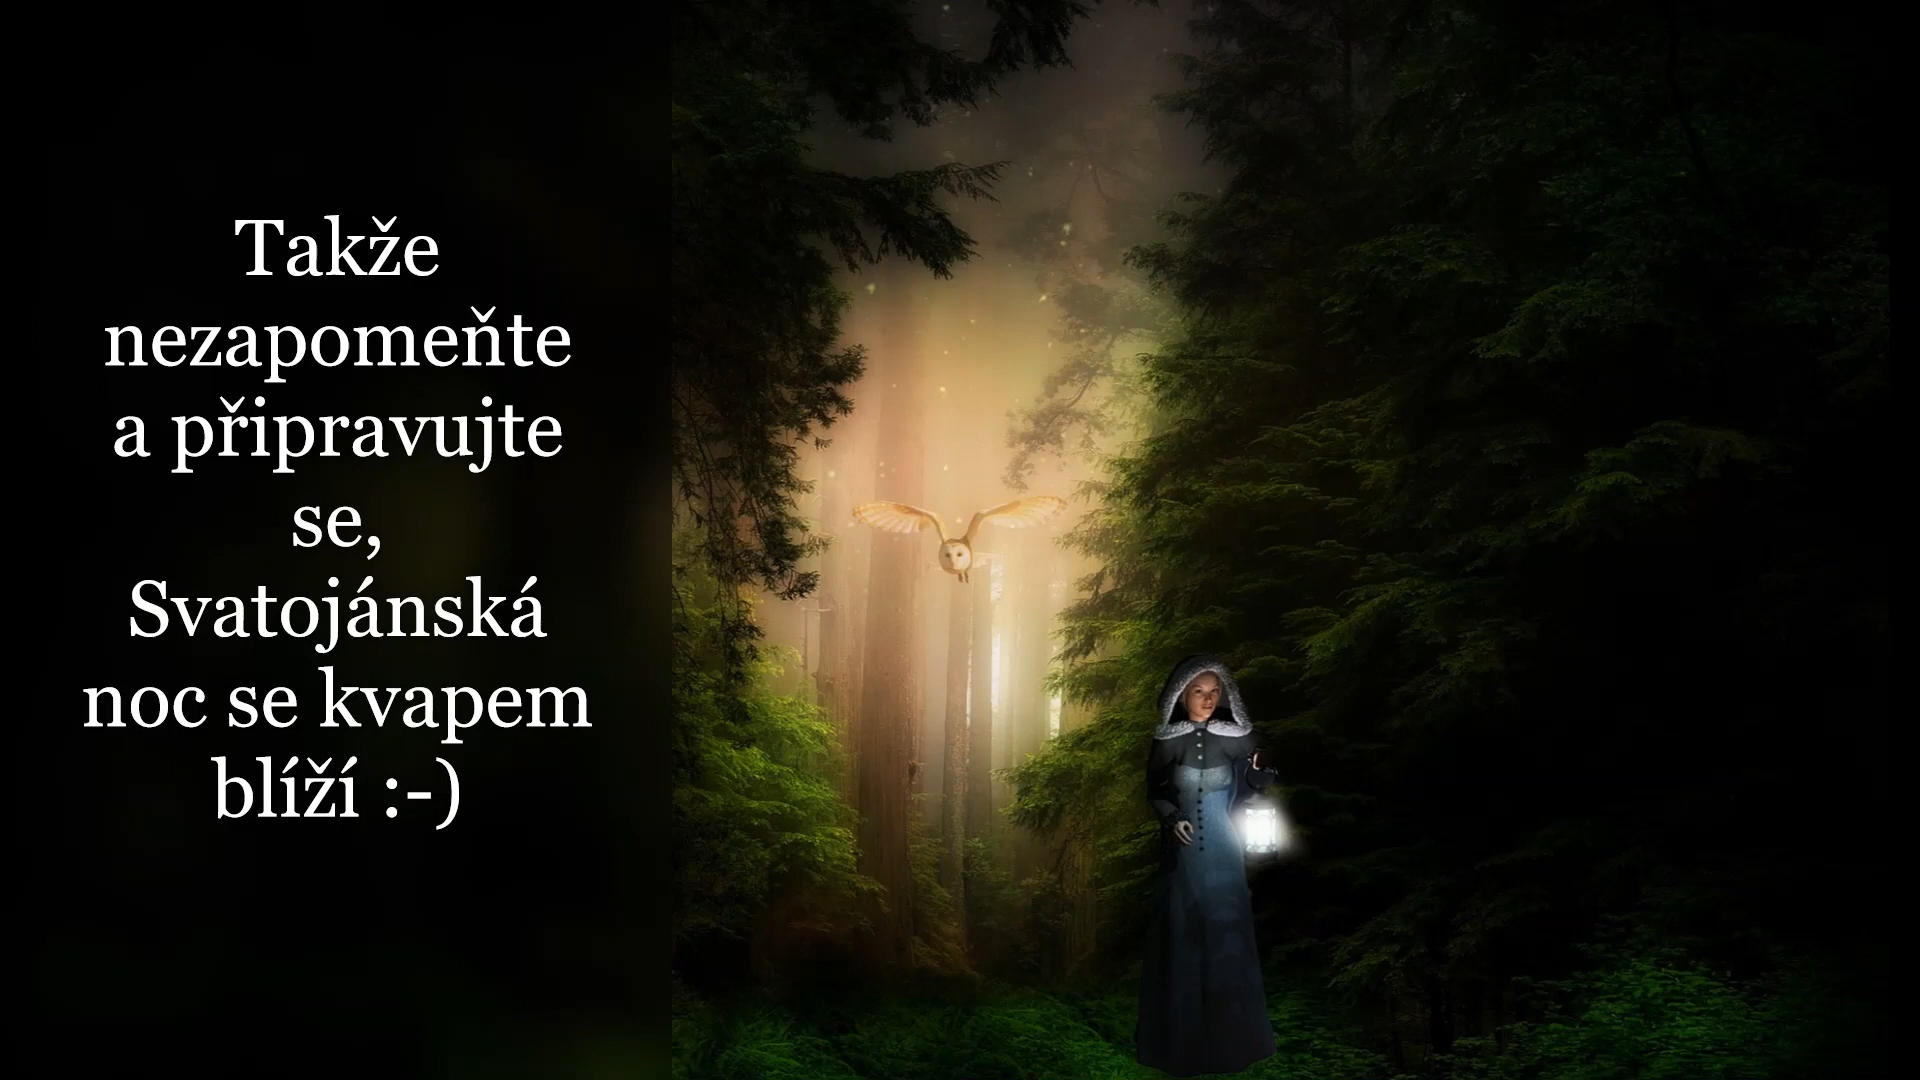 Takže
nezapomeňte
a připravujte
se,
Svatojánská
noc se kvapem
blíží :-)